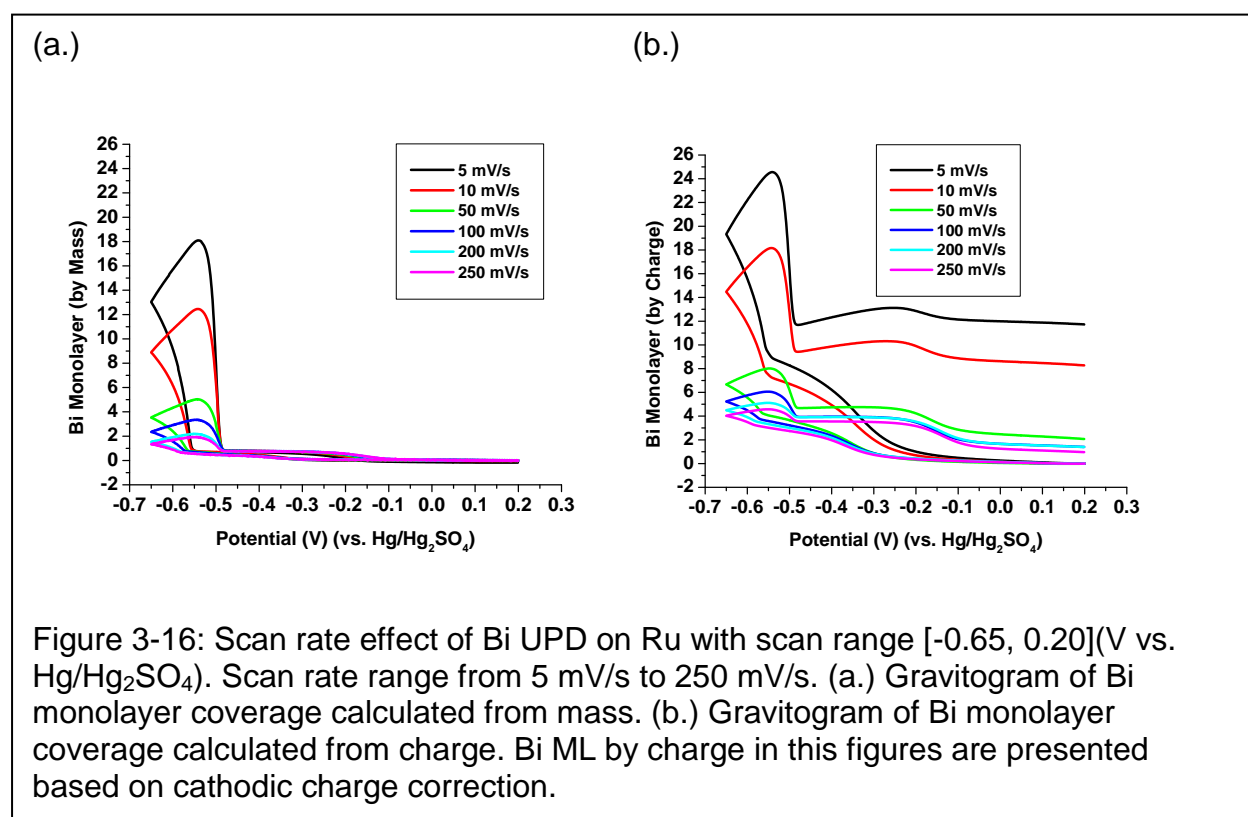 (a.)
(b.)
26
24
22
20
18
16
14
12
10
8
6
4
2
0
-2
Bi Monolayer (by Mass)
5 mV/s
10 mV/s
50 mV/s
100 mV/s
200 mV/s
250 mV/s
-0.7 -0.6 -0.5 -0.4 -0.3 -0.2 -0.1 0.0 0.1 0.2 0.3
Potential (V) (vs. Hg/Hg₂SO₄)
26
24
22
20
18
16
14
12
10
8
6
4
2
0
-2
Bi Monolayer (by Charge)
5 mV/s
10 mV/s
50 mV/s
100 mV/s
200 mV/s
250 mV/s
-0.7 -0.6 -0.5 -0.4 -0.3 -0.2 -0.1 0.0 0.1 0.2 0.3
Potential (V) (vs. Hg/Hg₂SO₄)
Figure 3-16: Scan rate effect of Bi UPD on Ru with scan range [-0.65, 0.20](V vs.
Hg/Hg₂SO₄). Scan rate range from 5 mV/s to 250 mV/s. (a.) Gravitogram of Bi
monolayer coverage calculated from mass. (b.) Gravitogram of Bi monolayer
coverage calculated from charge. Bi ML by charge in this figures are presented
based on cathodic charge correction.